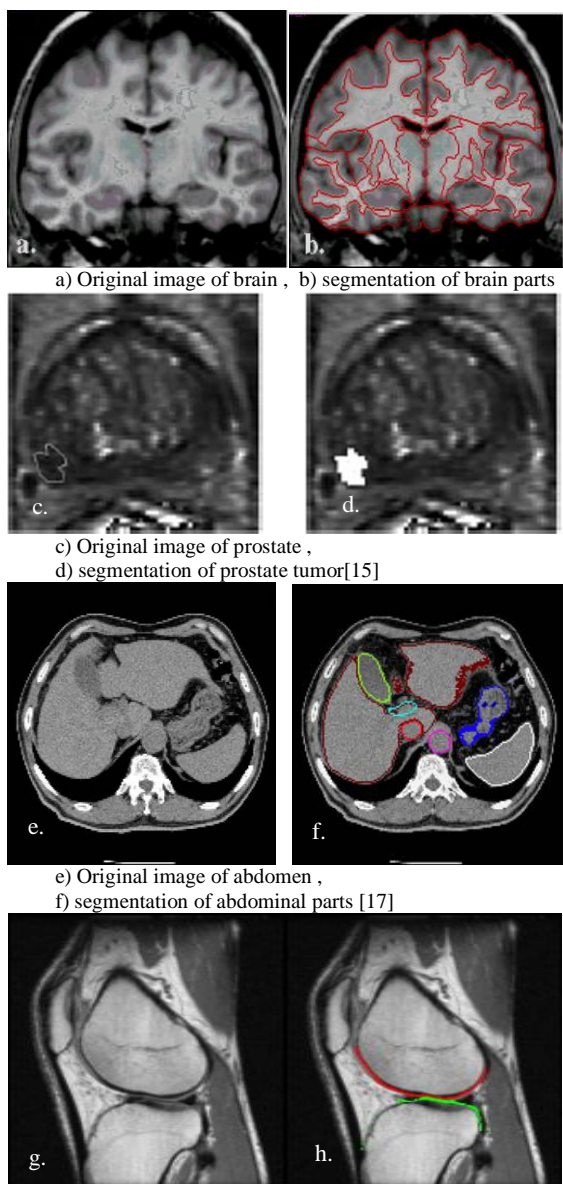 a.
b.
a) Original image of brain , b) segmentation of brain parts
c.
d.
c) Original image of prostate ,
d) segmentation of prostate tumor[15]
e.
f.
e) Original image of abdomen ,
f) segmentation of abdominal parts [17]
g.
h.